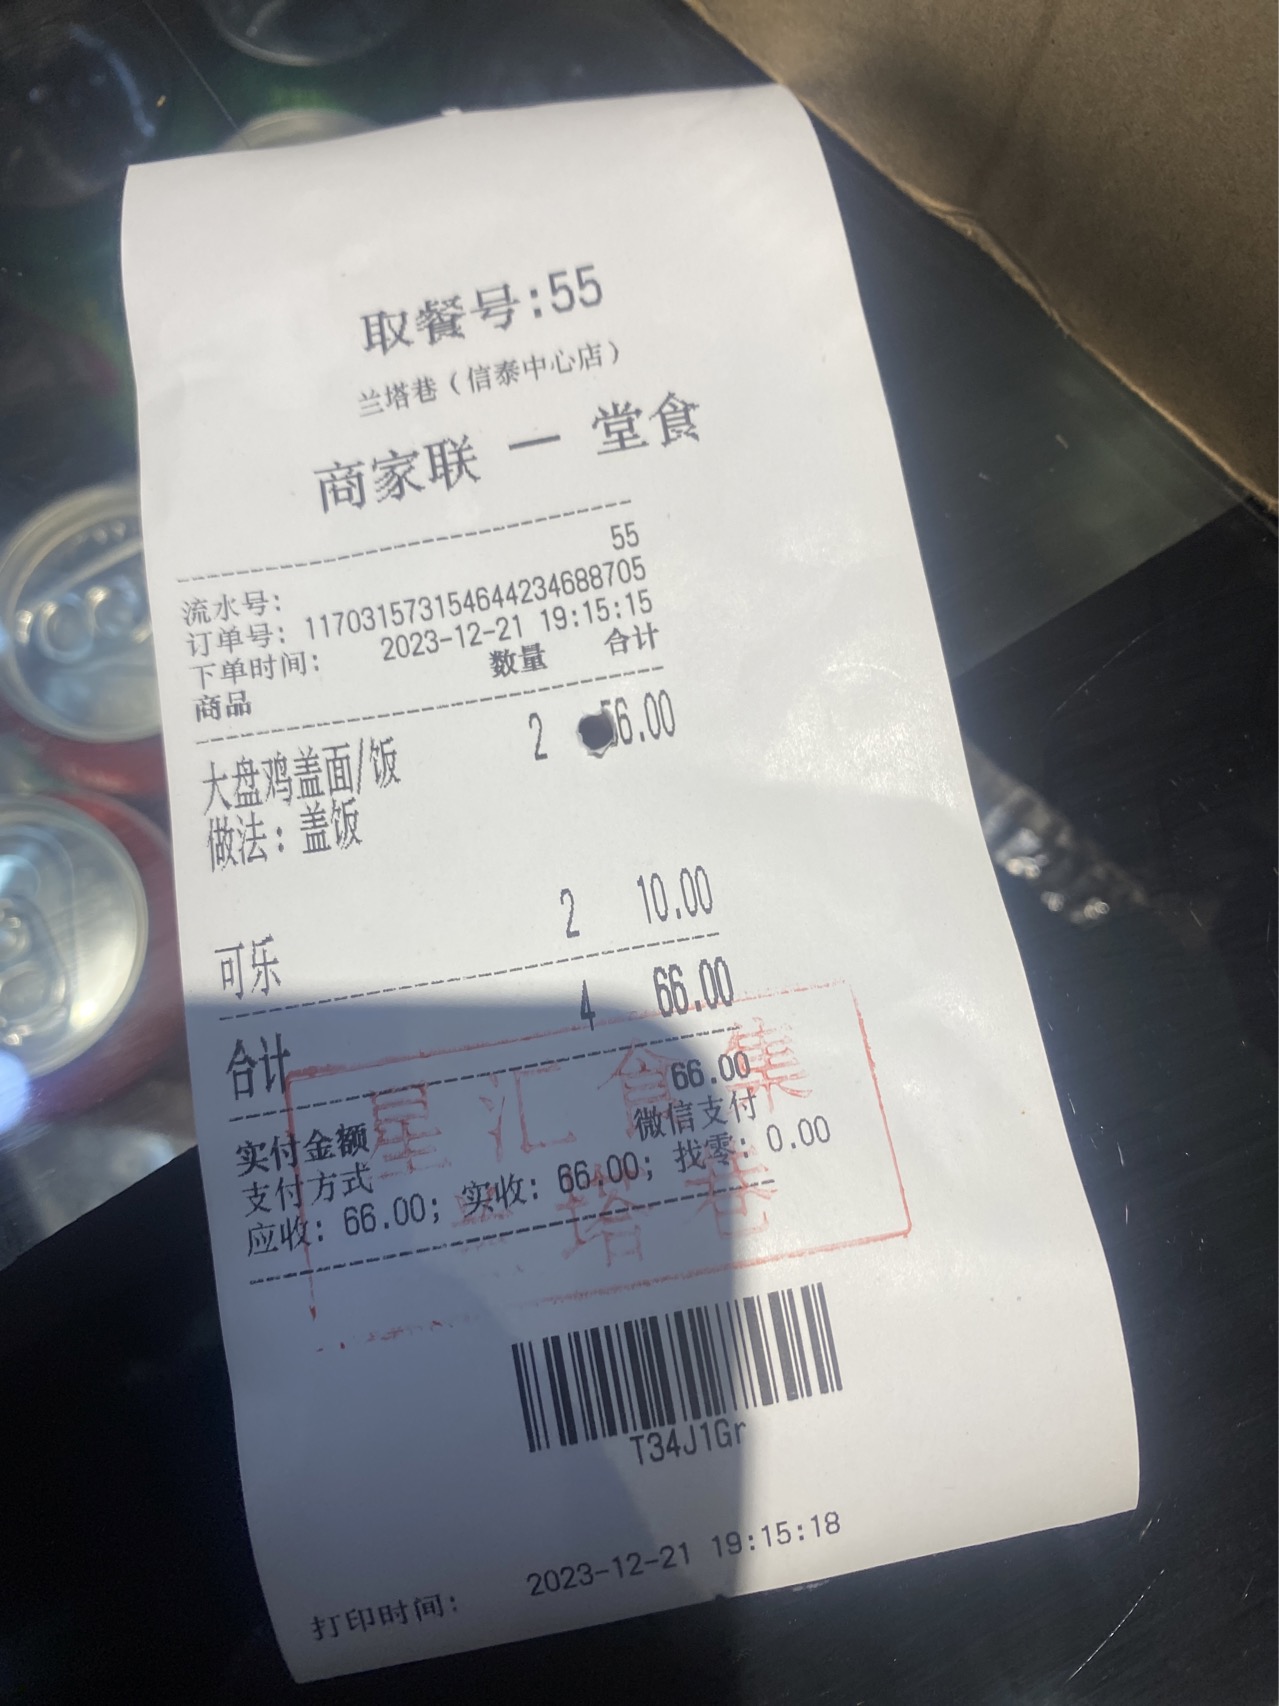 取餐号:55
兰塔巷（信泰中心店）
商家联 — 堂食
流水号: 55
订单号: 1170315731546442346​88705
下单时间: 2023-12-21 19:15:15
商品 数量 合计
大盘鸡盖面/饭 2 56.00
做法: 盖饭
可乐 2 10.00
合计 4 66.00
实付金额 66.00
支付方式 微信支付
应收: 66.00; 实收: 66.00; 找零: 0.00
星汇食集
兰塔巷
T34J1Gr
打印时间: 2023-12-21 19:15:18